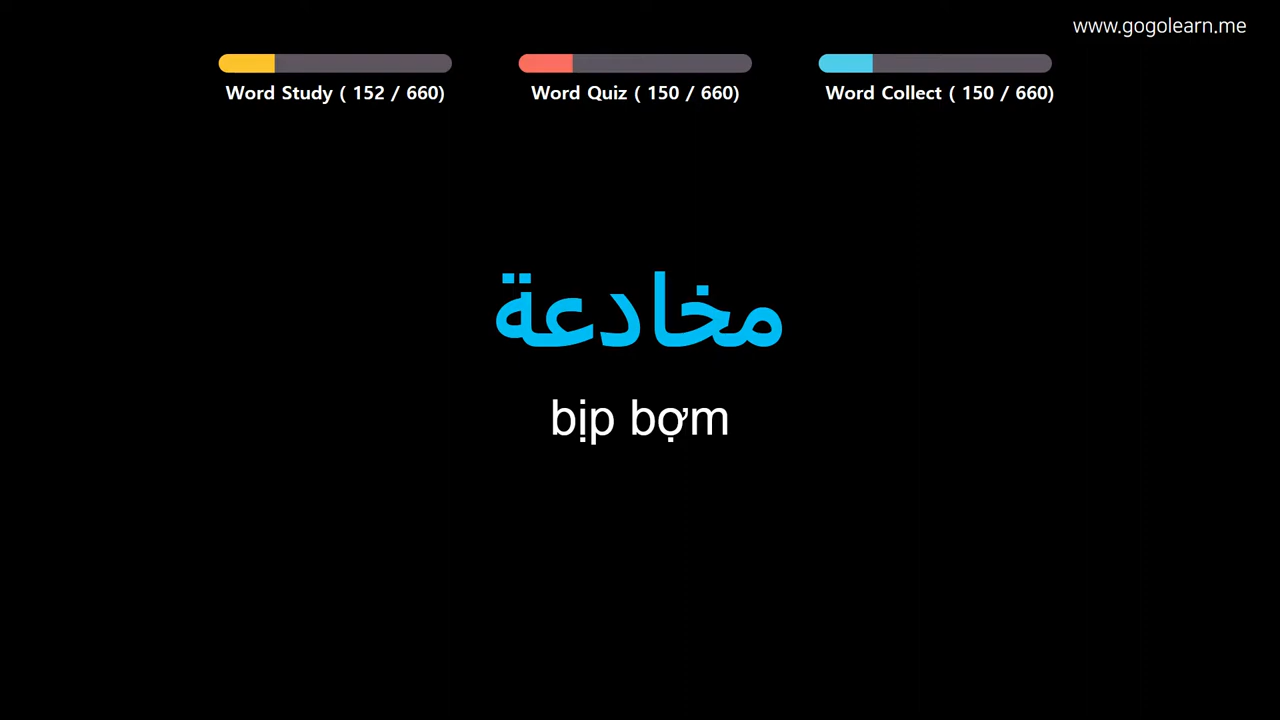 www.gogolearn.me
Word Study ( 152 / 660)
Word Quiz ( 150 / 660)
Word Collect ( 150 / 660)
مخادعة
bịp bợm